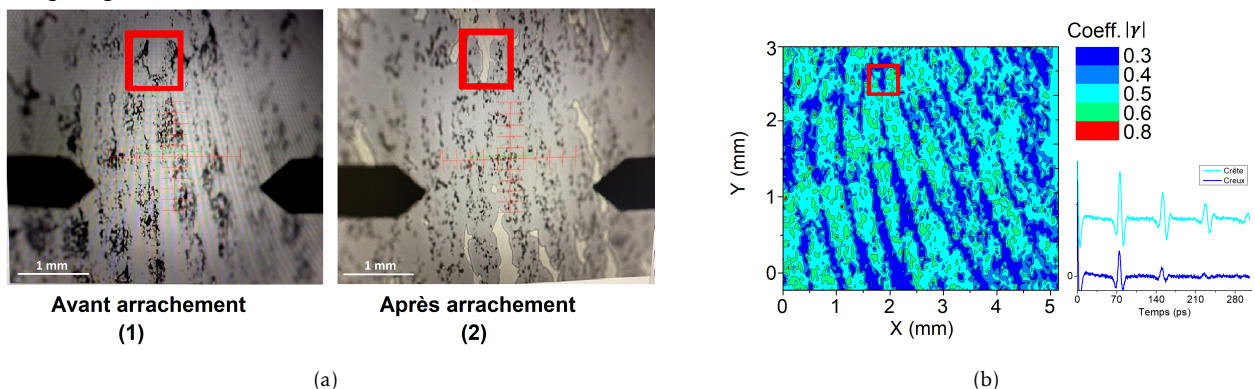 1 mm
1 mm
Avant arrachement
(1)
Après arrachement
(2)
(a)
Coeff. |γ|
0.3
0.4
0.5
0.6
0.8
3
2
1
0
Y (mm)
0 1 2 3 4 5
X (mm)
Crête
Creux
0
0 70 140 210 280
Temps (ps)
(b)